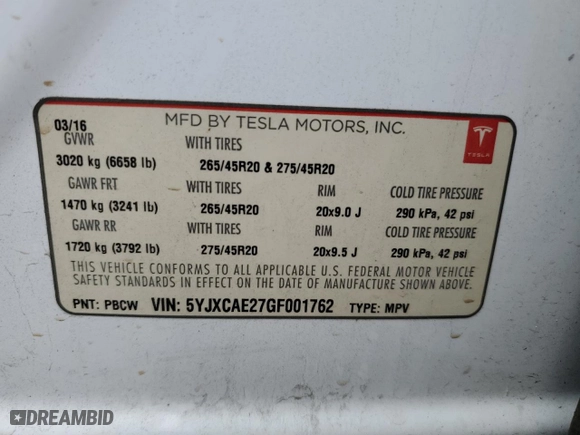 MFD BY TESLA MOTORS, INC.
TESLA
03/16
GVWR WITH TIRES
3020 kg (6658 lb) 265/45R20 & 275/45R20
GAWR FRT WITH TIRES RIM COLD TIRE PRESSURE
1470 kg (3241 lb) 265/45R20 20x9.0 J 290 kPa, 42 psi
GAWR RR WITH TIRES RIM COLD TIRE PRESSURE
1720 kg (3792 lb) 275/45R20 20x9.5 J 290 kPa, 42 psi
THIS VEHICLE CONFORMS TO ALL APPLICABLE U.S. FEDERAL MOTOR VEHICLE
SAFETY STANDARDS IN EFFECT ON THE DATE OF MANUFACTURE SHOWN ABOVE.
PNT: PBCW VIN: 5YJXCAE27GF001762 TYPE: MPV
DREAMBID